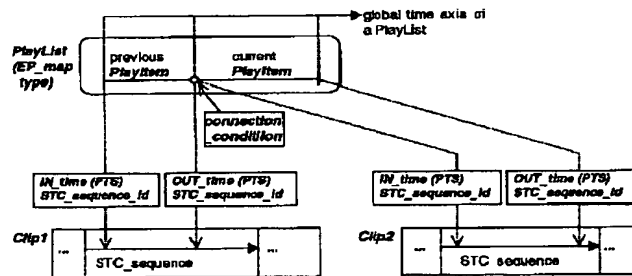 global time axis of
a PlayList
PlayList
(EP_map
type)
previous
PlayItem
current
PlayItem
connection
_condition
IN_time (PTS)
STC_sequence_id
OUT_time (PTS)
STC_sequence_id
IN_time (PTS)
STC_sequence_id
OUT_time (PTS)
STC_sequence_id
Clip1
...
STC_sequence
...
Clip2
...
STC sequence
...